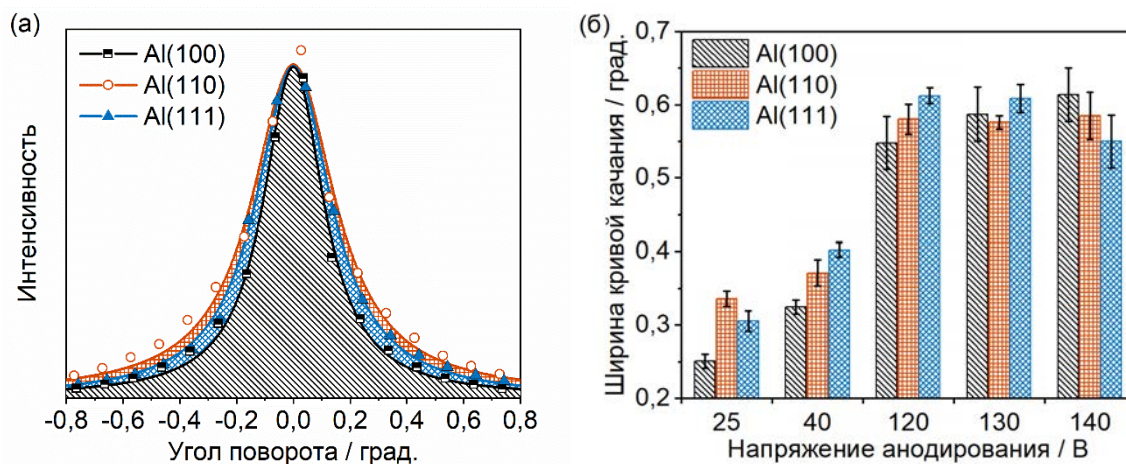 (а)
Al(100)
Al(110)
Al(111)
Интенсивность
-0,8 -0,6 -0,4 -0,2 0,0 0,2 0,4 0,6 0,8
Угол поворота / град.
(б)
Al(100)
Al(110)
Al(111)
Ширина кривой качания / град.
0,7
0,6
0,5
0,4
0,3
0,2
25 40 120 130 140
Напряжение анодирования / В